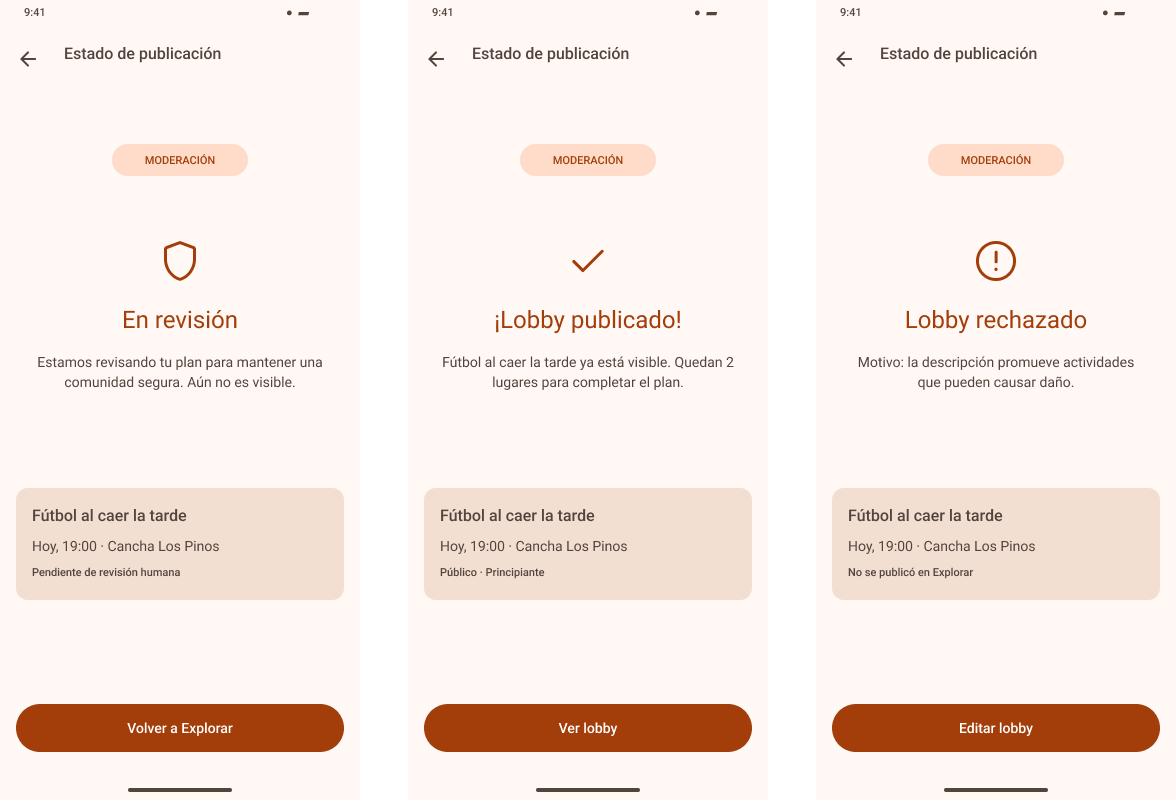 9:41
Estado de publicación
MODERACIÓN
En revisión
Estamos revisando tu plan para mantener una
comunidad segura. Aún no es visible.
Fútbol al caer la tarde
Hoy, 19:00 · Cancha Los Pinos
Pendiente de revisión humana
Volver a Explorar
9:41
Estado de publicación
MODERACIÓN
¡Lobby publicado!
Fútbol al caer la tarde ya está visible. Quedan 2
lugares para completar el plan.
Fútbol al caer la tarde
Hoy, 19:00 · Cancha Los Pinos
Público · Principiante
Ver lobby
9:41
Estado de publicación
MODERACIÓN
Lobby rechazado
Motivo: la descripción promueve actividades
que pueden causar daño.
Fútbol al caer la tarde
Hoy, 19:00 · Cancha Los Pinos
No se publicó en Explorar
Editar lobby